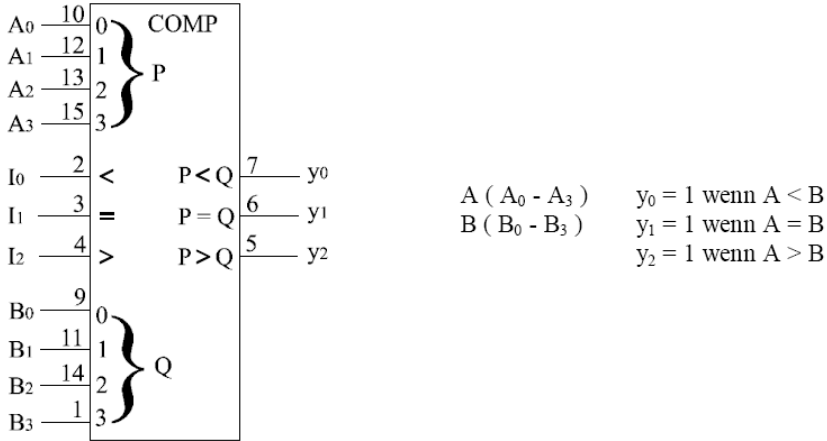 A0 10 0 COMP
A1 12 1
P
A2 13 2
A3 15 3
I0 2 < P<Q 7 y0
I1 3 = P=Q 6 y1
I2 4 > P>Q 5 y2
B0 9 0
B1 11 1
Q
B2 14 2
B3 1 3
A ( A0 - A3 ) y0 = 1 wenn A < B
B ( B0 - B3 ) y1 = 1 wenn A = B
y2 = 1 wenn A > B